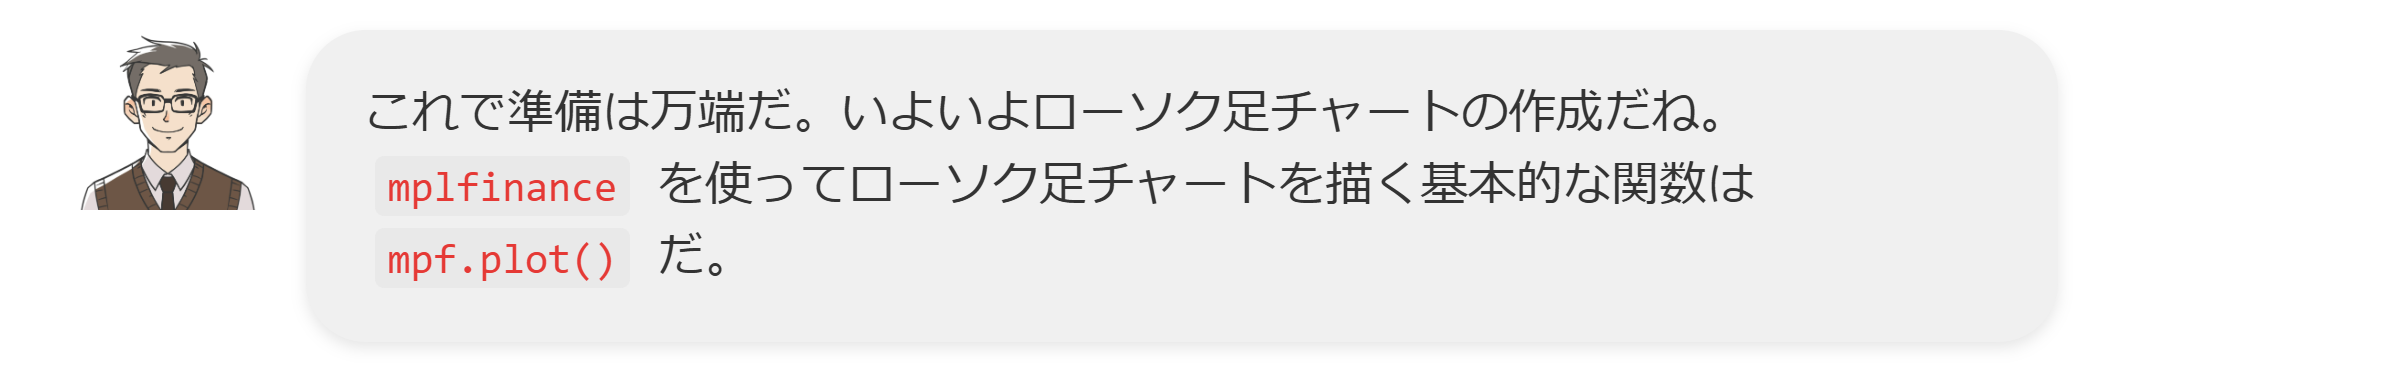 これで準備は万端だ。いよいよローソク足チャートの作成だね。
mplfinance を使ってローソク足チャートを描く基本的な関数は
mpf.plot() だ。